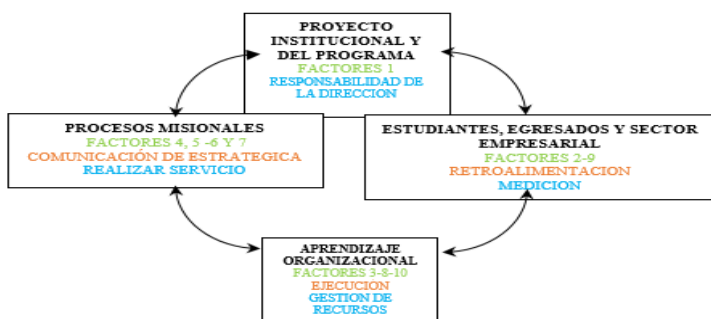 PROYECTO
INSTITUCIONAL Y
DEL PROGRAMA
FACTORES 1
RESPONSABILIDAD DE
LA DIRECCION
PROCESOS MISIONALES
FACTORES 4, 5 -6 Y 7
COMUNICACIÓN DE ESTRATEGICA
REALIZAR SERVICIO
ESTUDIANTES, EGRESADOS Y SECTOR
EMPRESARIAL
FACTORES 2-9
RETROALIMENTACION
MEDICION
APRENDIZAJE
ORGANIZACIONAL
FACTORES 3-8-10
EJECUCION
GESTION DE
RECURSOS